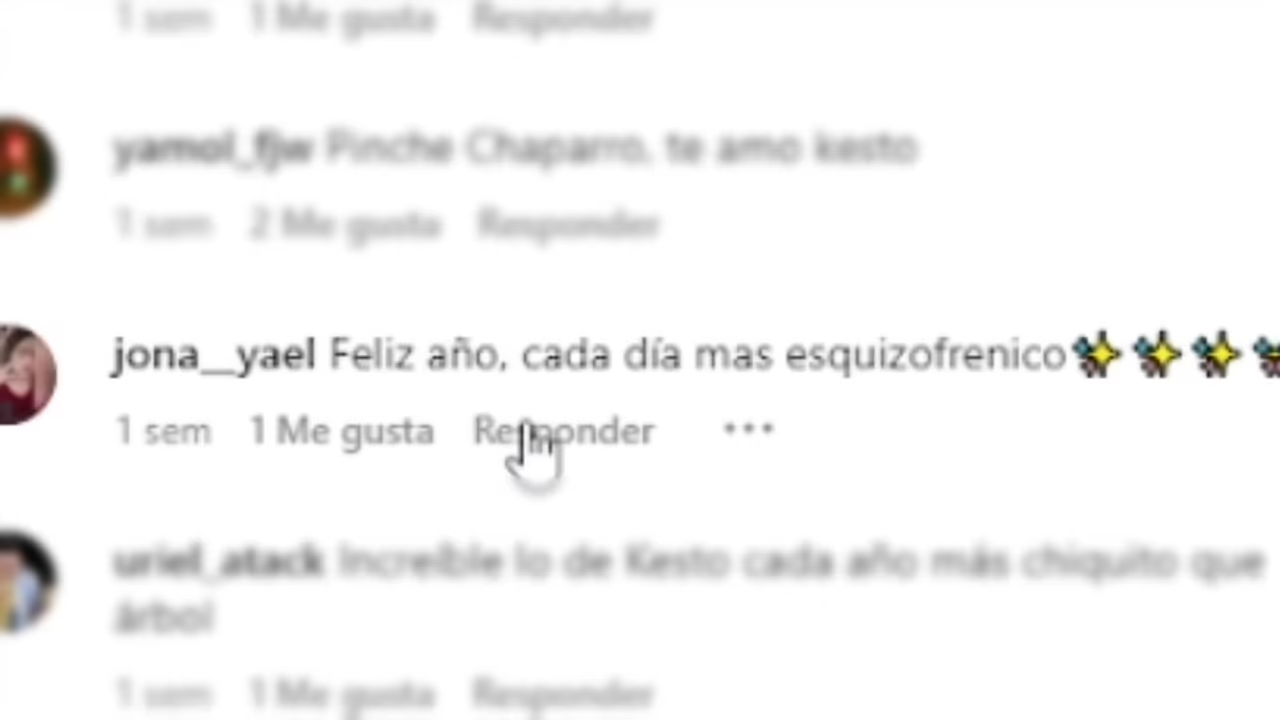 1 sem 1 Me gusta Responder
yamol_fjw Pinche Chaparro, te amo kesto
1 sem 2 Me gusta Responder
jona__yael Feliz año, cada día mas esquizofrenico✨✨✨✨
1 sem 1 Me gusta Responder •••
uriel_atack Increíble lo de Kesto cada año más chiquito que
árbol
1 sem 1 Me gusta Responder